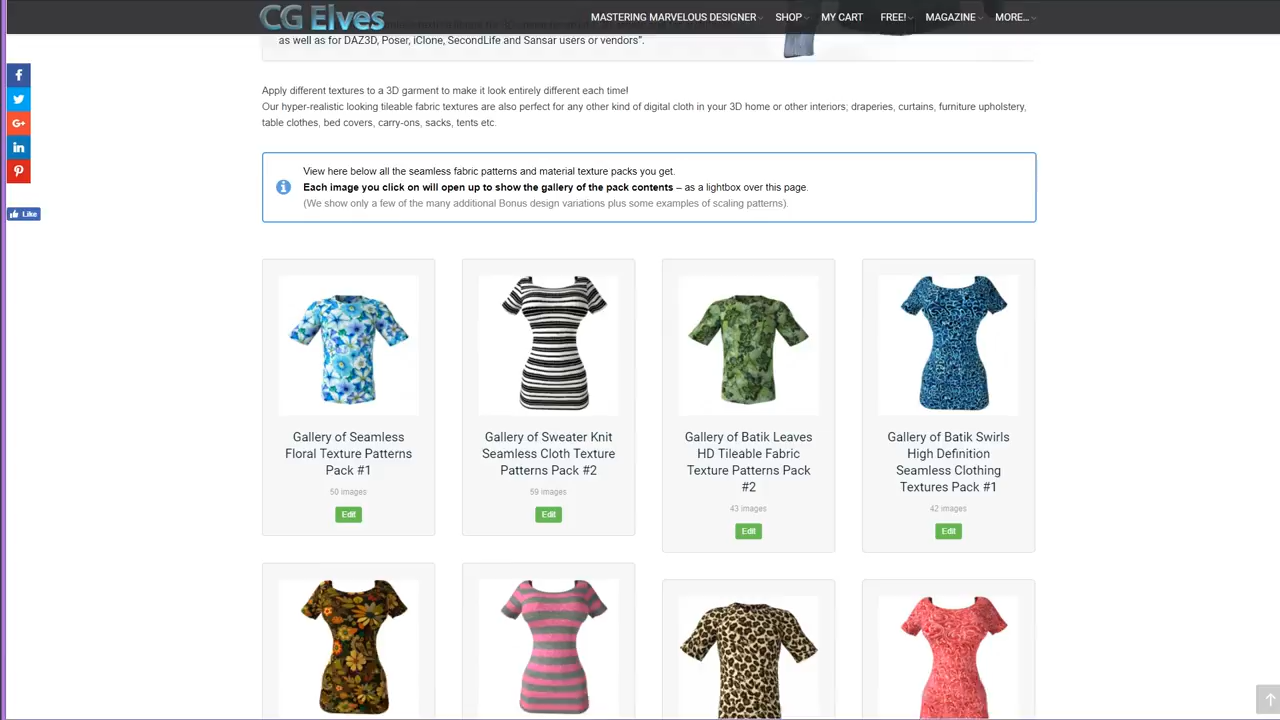 CG Elves
MASTERING MARVELOUS DESIGNER SHOP MY CART FREE! MAGAZINE MORE...
as well as for DAZ3D, Poser, iClone, SecondLife and Sansar users or vendors".
Apply different textures to a 3D garment to make it look entirely different each time!
Our hyper-realistic looking tileable fabric textures are also perfect for any other kind of digital cloth in your 3D home or other interiors; draperies, curtains, furniture upholstery,
table clothes, bed covers, carry-ons, sacks, tents etc.
View here below all the seamless fabric patterns and material texture packs you get.
Each image you click on will open up to show the gallery of the pack contents – as a lightbox over this page.
(We show only a few of the many additional Bonus design variations plus some examples of scaling patterns).
f
G+
in
Like
Gallery of Seamless
Floral Texture Patterns
Pack #1
50 images
Edit
Gallery of Sweater Knit
Seamless Cloth Texture
Patterns Pack #2
59 images
Edit
Gallery of Batik Leaves
HD Tileable Fabric
Texture Patterns Pack
#2
43 images
Edit
Gallery of Batik Swirls
High Definition
Seamless Clothing
Textures Pack #1
42 images
Edit